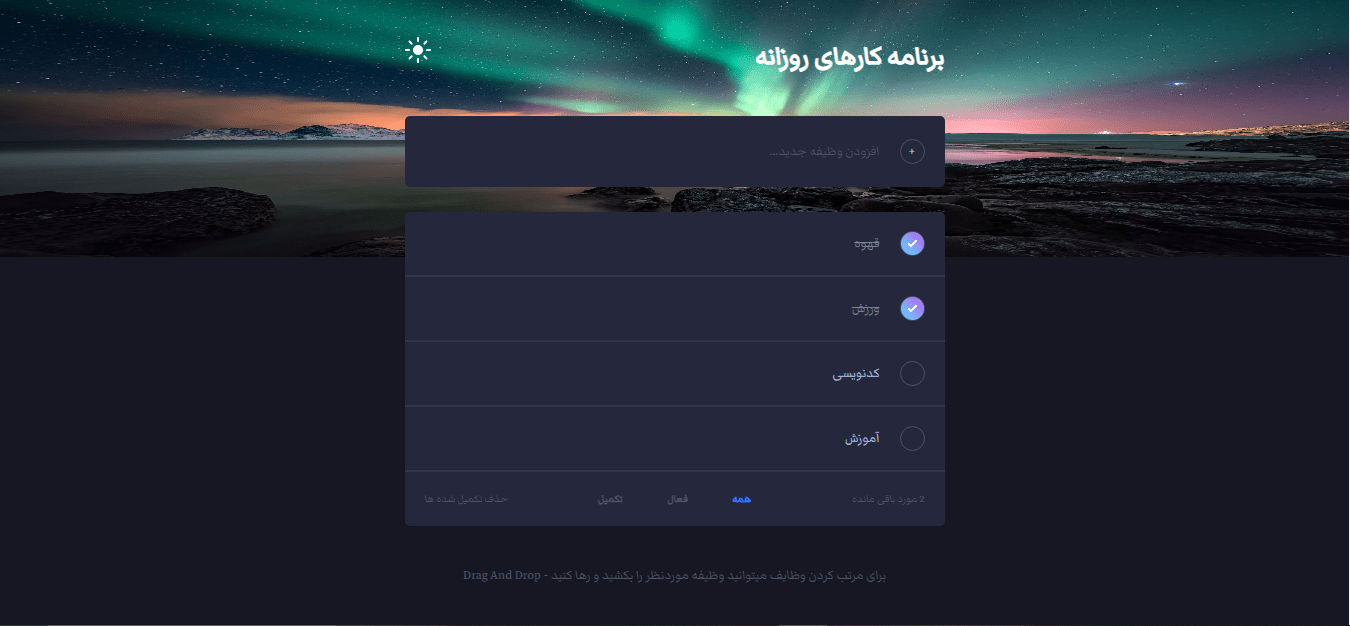 برنامه کارهای روزانه
افزودن وظیفه جدید...
قهوه
ورزش
کدنویسی
آموزش
2 مورد باقی مانده همه فعال تکمیل حذف تکمیل شده ها
برای مرتب کردن وظایف میتوانید وظیفه موردنظر را بکشید و رها کنید - Drag And Drop